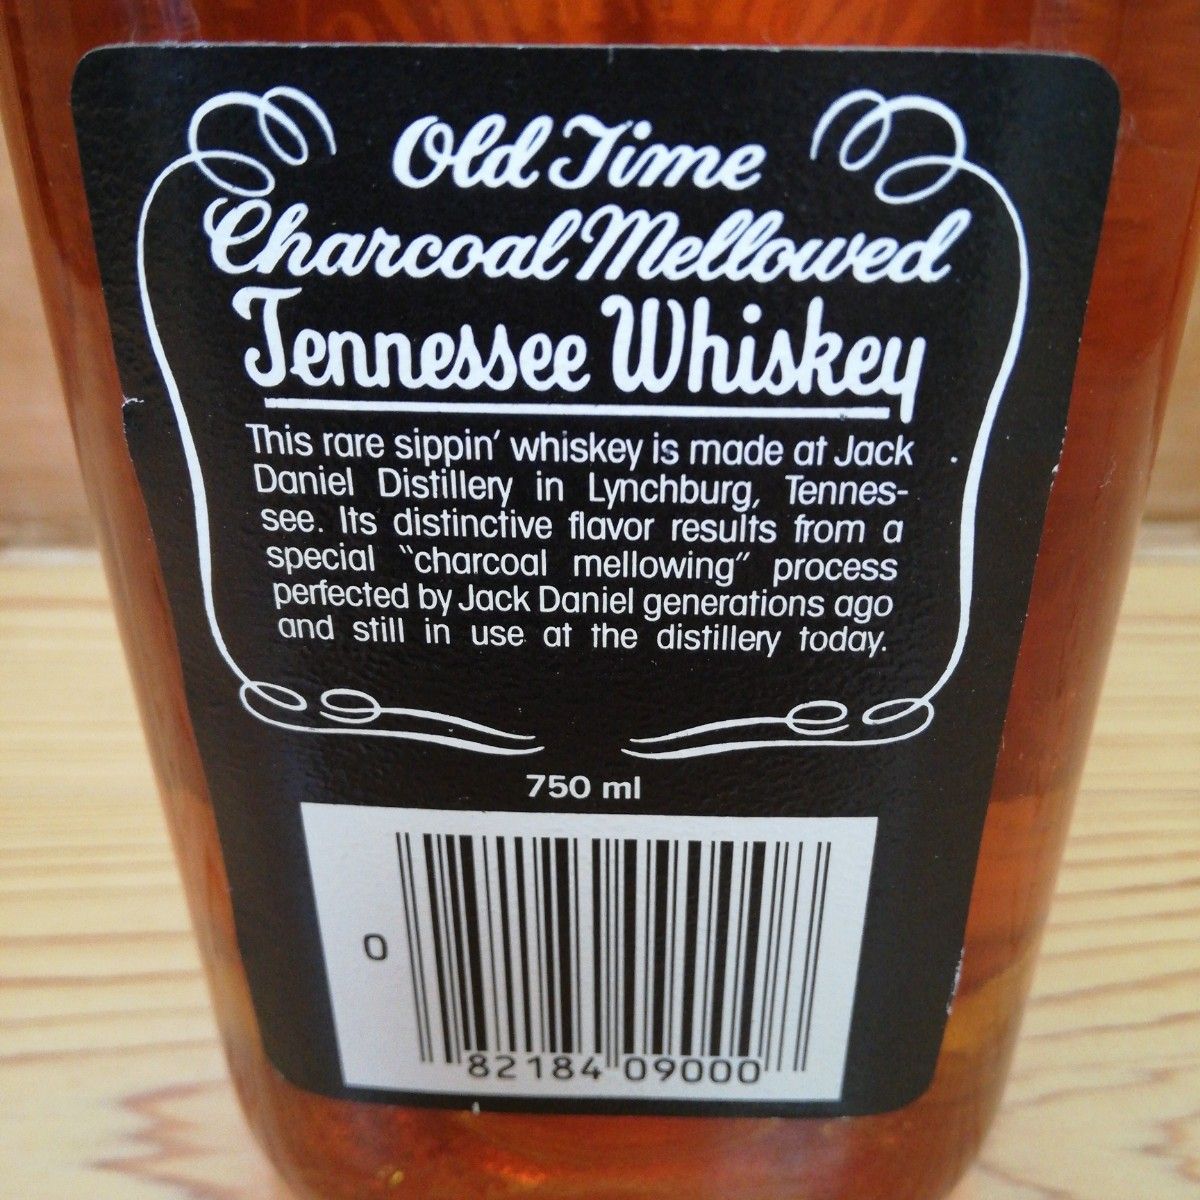 Old Time
Charcoal Mellowed
Tennessee Whiskey
This rare sippin' whiskey is made at Jack
Daniel Distillery in Lynchburg, Tennes-
see. Its distinctive flavor results from a
special "charcoal mellowing" process
perfected by Jack Daniel generations ago
and still in use at the distillery today.
750 ml
0
82184 09000